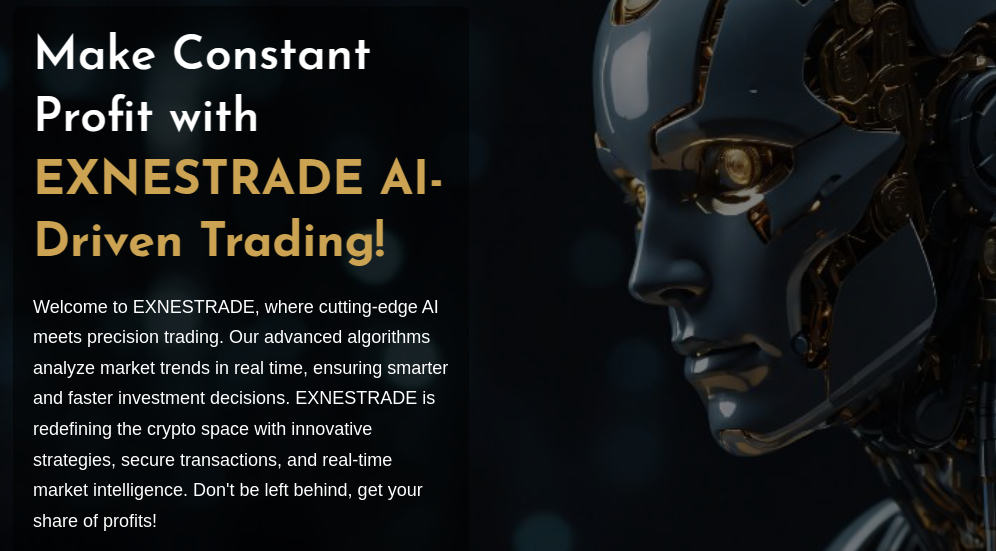 Make Constant
Profit with
EXNESTRADE AI-
Driven Trading!
Welcome to EXNESTRADE, where cutting-edge AI
meets precision trading. Our advanced algorithms
analyze market trends in real time, ensuring smarter
and faster investment decisions. EXNESTRADE is
redefining the crypto space with innovative
strategies, secure transactions, and real-time
market intelligence. Don't be left behind, get your
share of profits!